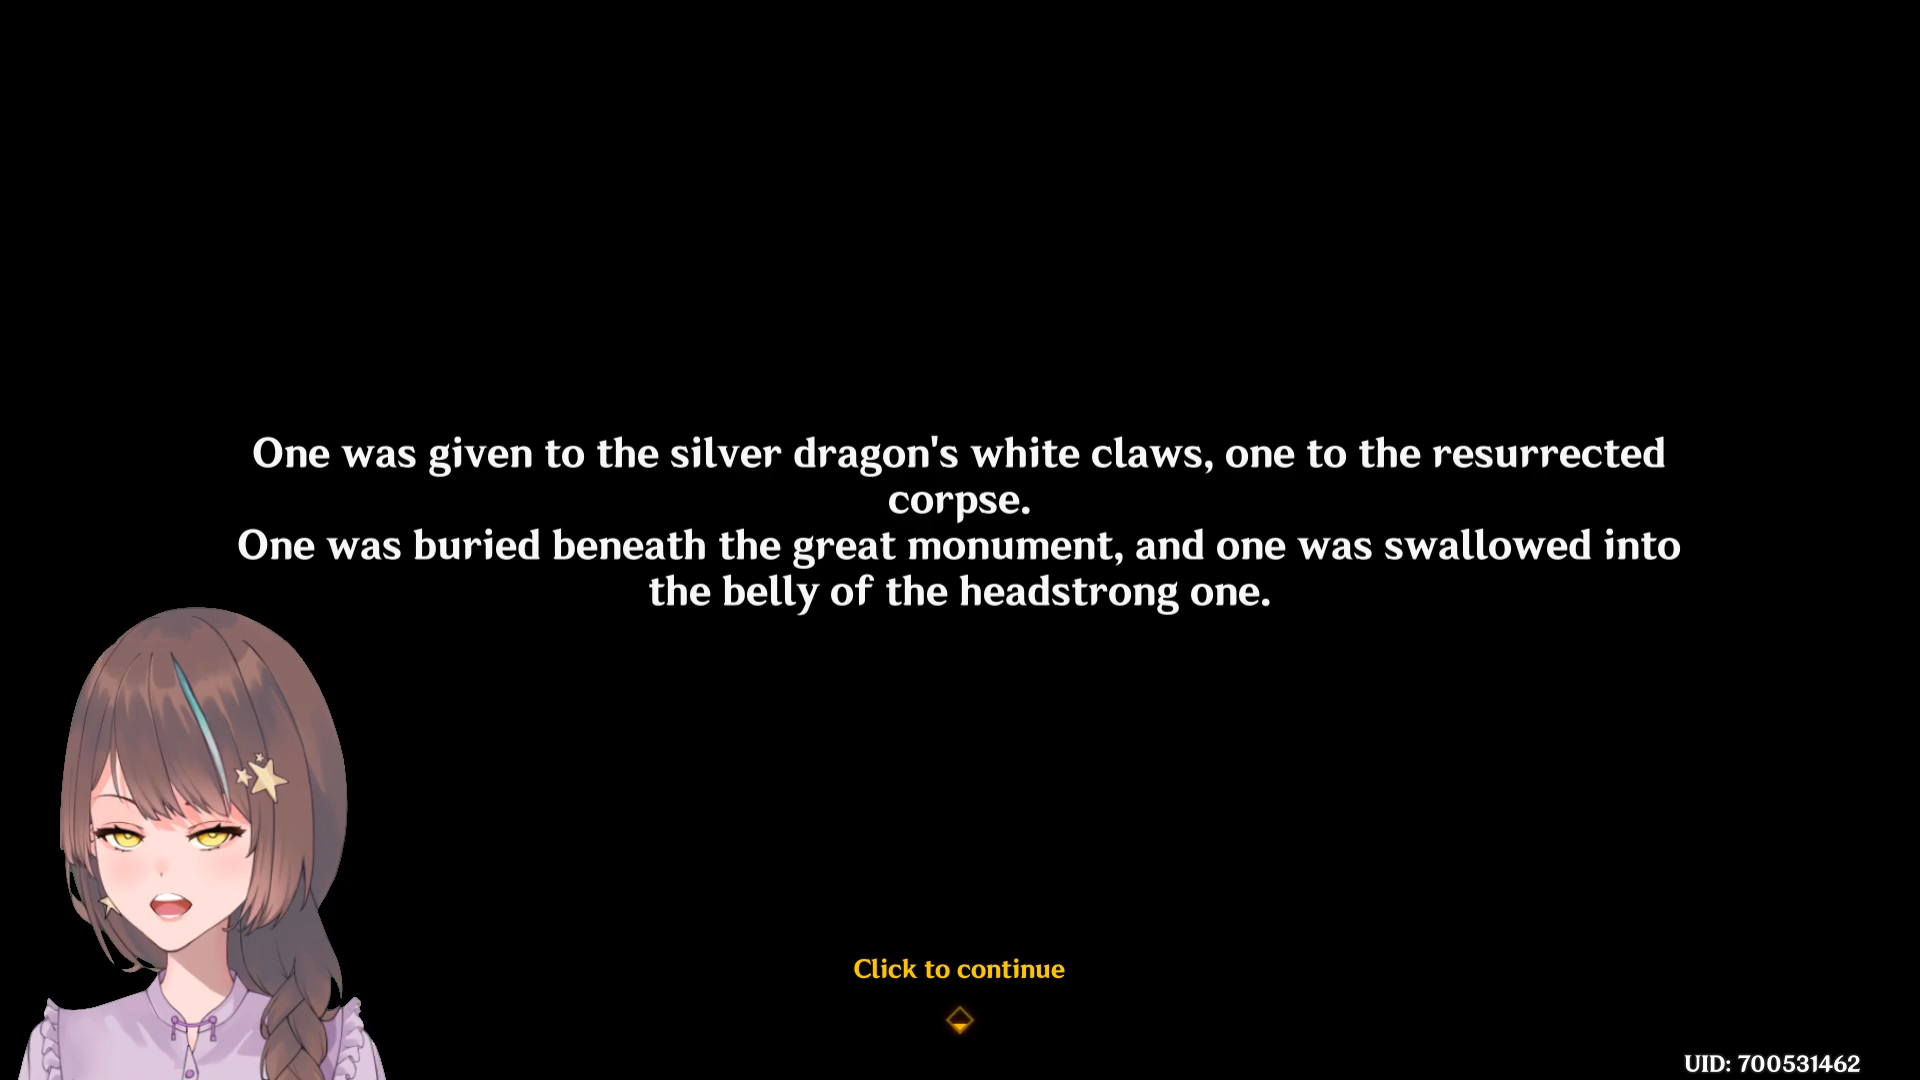 One was given to the silver dragon's white claws, one to the resurrected
corpse.
One was buried beneath the great monument, and one was swallowed into
the belly of the headstrong one.
Click to continue
UID: 700531462